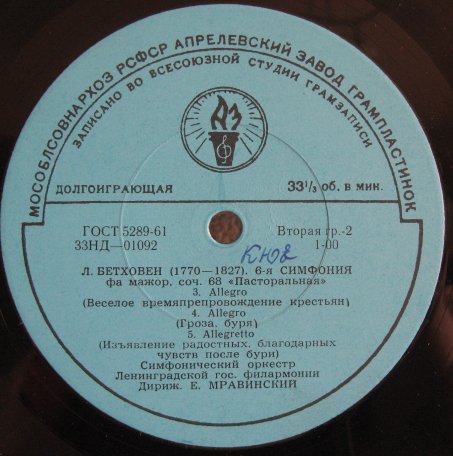 МОСОБЛСОВНАРХОЗ РСФСР АПРЕЛЕВСКИЙ ЗАВОД ГРАМПЛАСТИНОК
ЗАПИСАНО ВО ВСЕСОЮЗНОЙ СТУДИИ ГРАМЗАПИСИ
АЗ
ДОЛГОИГРАЮЩАЯ 33⅓ об. в мин.
ГОСТ 5289-61 Вторая гр.-2
33НД—01092 1-00
Л. БЕТХОВЕН (1770—1827). 6-я СИМФОНИЯ
фа мажор, соч. 68 «Пасторальная»
3. Allegro
(Веселое времяпрепровождение крестьян)
4. Allegro
(Гроза, буря)
5. Allegretto
(Изъявление радостных, благодарных
чувств после бури)
Симфонический оркестр
Ленинградской гос. филармонии
Дириж. Е. МРАВИНСКИЙ